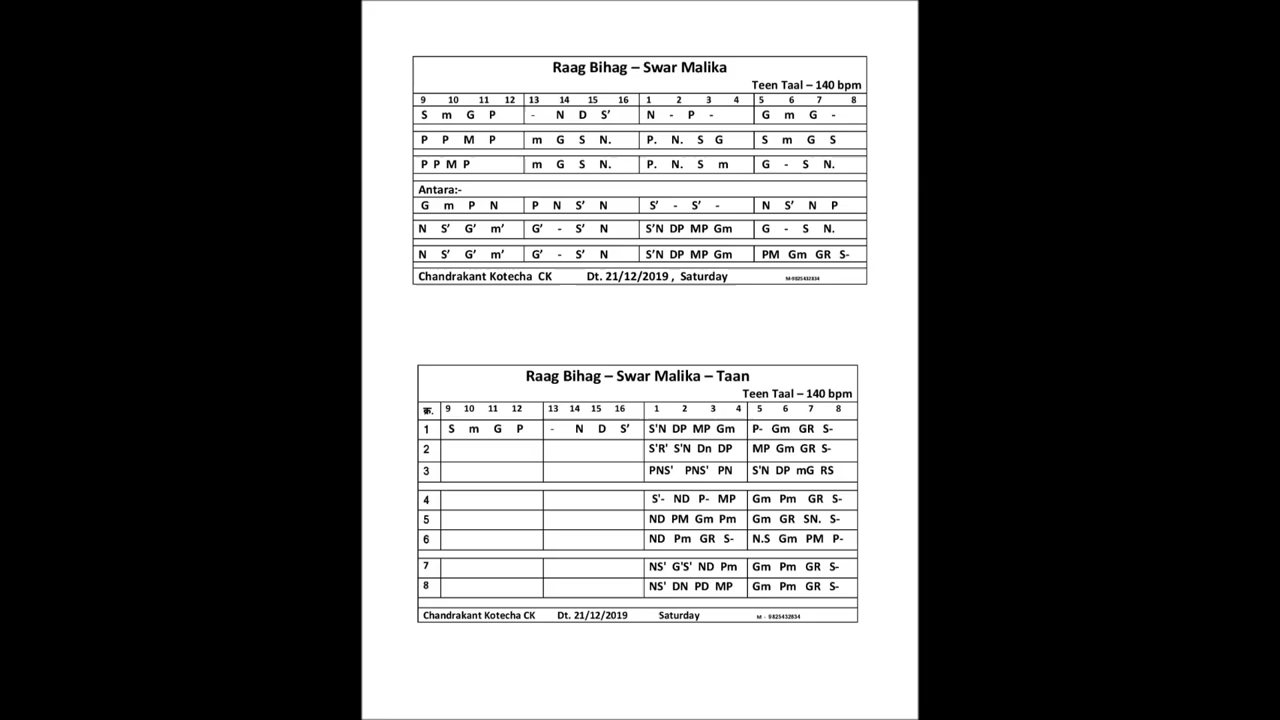 Raag Bihag – Swar Malika
Teen Taal – 140 bpm
9 10 11 12 13 14 15 16 1 2 3 4 5 6 7 8
S m G P - N D S’ N - P - G m G -
P P M P m G S N. P. N. S G S m G S
P P M P m G S N. P. N. S m G - S N.
Antara:-
G m P N P N S’ N S’ - S’ - N S’ N P
N S’ G’ m’ G’ - S’ N S’N DP MP Gm G - S N.
N S’ G’ m’ G’ - S’ N S’N DP MP Gm PM Gm GR S-
Chandrakant Kotecha CK Dt. 21/12/2019 , Saturday M-9825432834
Raag Bihag – Swar Malika – Taan
Teen Taal – 140 bpm
क्र. 9 10 11 12 13 14 15 16 1 2 3 4 5 6 7 8
1 S m G P - N D S’ S'N DP MP Gm P- Gm GR S-
2 S'R' S'N Dn DP MP Gm GR S-
3 PNS' PNS' PN S'N DP mG RS
4 S'- ND P- MP Gm Pm GR S-
5 ND PM Gm Pm Gm GR SN. S-
6 ND Pm GR S- N.S Gm PM P-
7 NS' G'S' ND Pm Gm Pm GR S-
8 NS' DN PD MP Gm Pm GR S-
Chandrakant Kotecha CK Dt. 21/12/2019 Saturday M - 9825432834